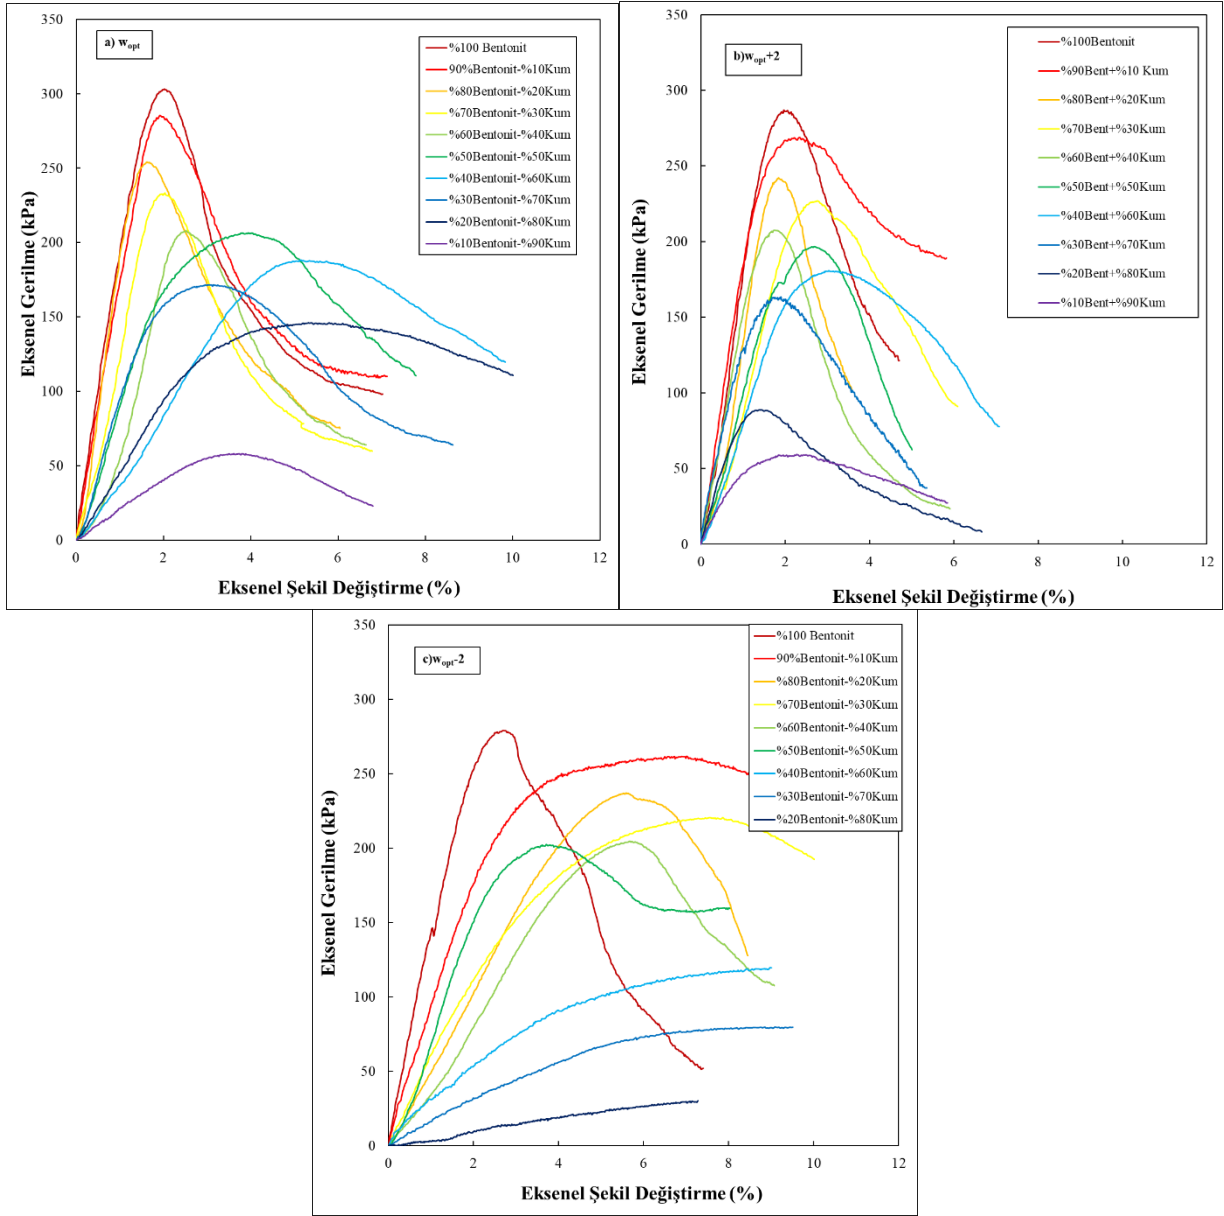 a) wopt
350
300
250
200
150
100
50
0
0 2 4 6 8 10 12
Eksenel Gerilme (kPa)
Eksenel Şekil Değiştirme (%)
%100 Bentonit
90%Bentonit-%10Kum
%80Bentonit-%20Kum
%70Bentonit-%30Kum
%60Bentonit-%40Kum
%50Bentonit-%50Kum
%40Bentonit-%60Kum
%30Bentonit-%70Kum
%20Bentonit-%80Kum
%10Bentonit-%90Kum
b)wopt+2
350
300
250
200
150
100
50
0
0 2 4 6 8 10 12
Eksenel Gerilme (kPa)
Eksenel Şekil Değiştirme (%)
%100Bentonit
%90Bent+%10 Kum
%80Bent+%20Kum
%70Bent+%30Kum
%60Bent+%40Kum
%50Bent+%50Kum
%40Bent+%60Kum
%30Bent+%70Kum
%20Bent+%80Kum
%10Bent+%90Kum
c)wopt-2
350
300
250
200
150
100
50
0
0 2 4 6 8 10 12
Eksenel Gerilme (kPa)
Eksenel Şekil Değiştirme (%)
%100 Bentonit
90%Bentonit-%10Kum
%80Bentonit-%20Kum
%70Bentonit-%30Kum
%60Bentonit-%40Kum
%50Bentonit-%50Kum
%40Bentonit-%60Kum
%30Bentonit-%70Kum
%20Bentonit-%80Kum